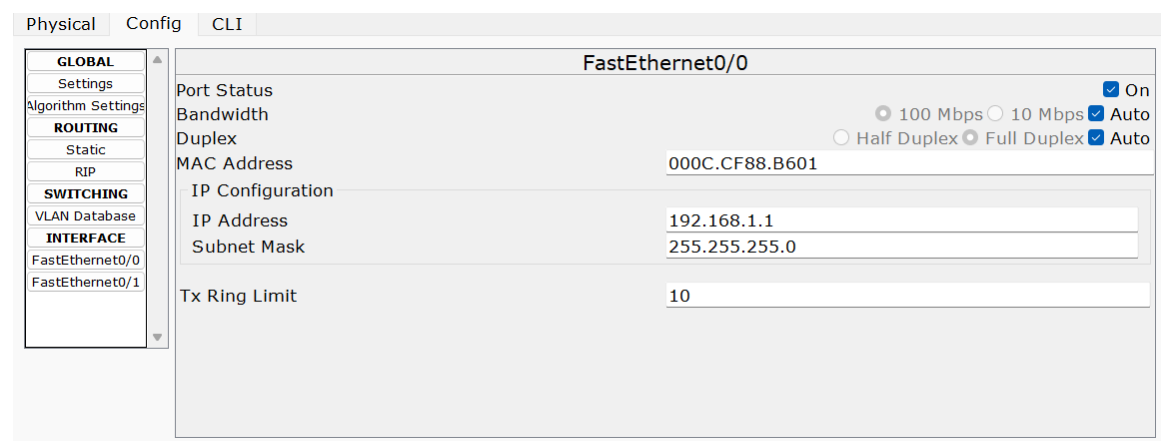 Physical Config CLI
GLOBAL
Settings
Algorithm Settings
ROUTING
Static
RIP
SWITCHING
VLAN Database
INTERFACE
FastEthernet0/0
FastEthernet0/1
FastEthernet0/0
Port Status On
Bandwidth 100 Mbps 10 Mbps Auto
Duplex Half Duplex Full Duplex Auto
MAC Address 000C.CF88.B601
IP Configuration
IP Address 192.168.1.1
Subnet Mask 255.255.255.0
Tx Ring Limit 10